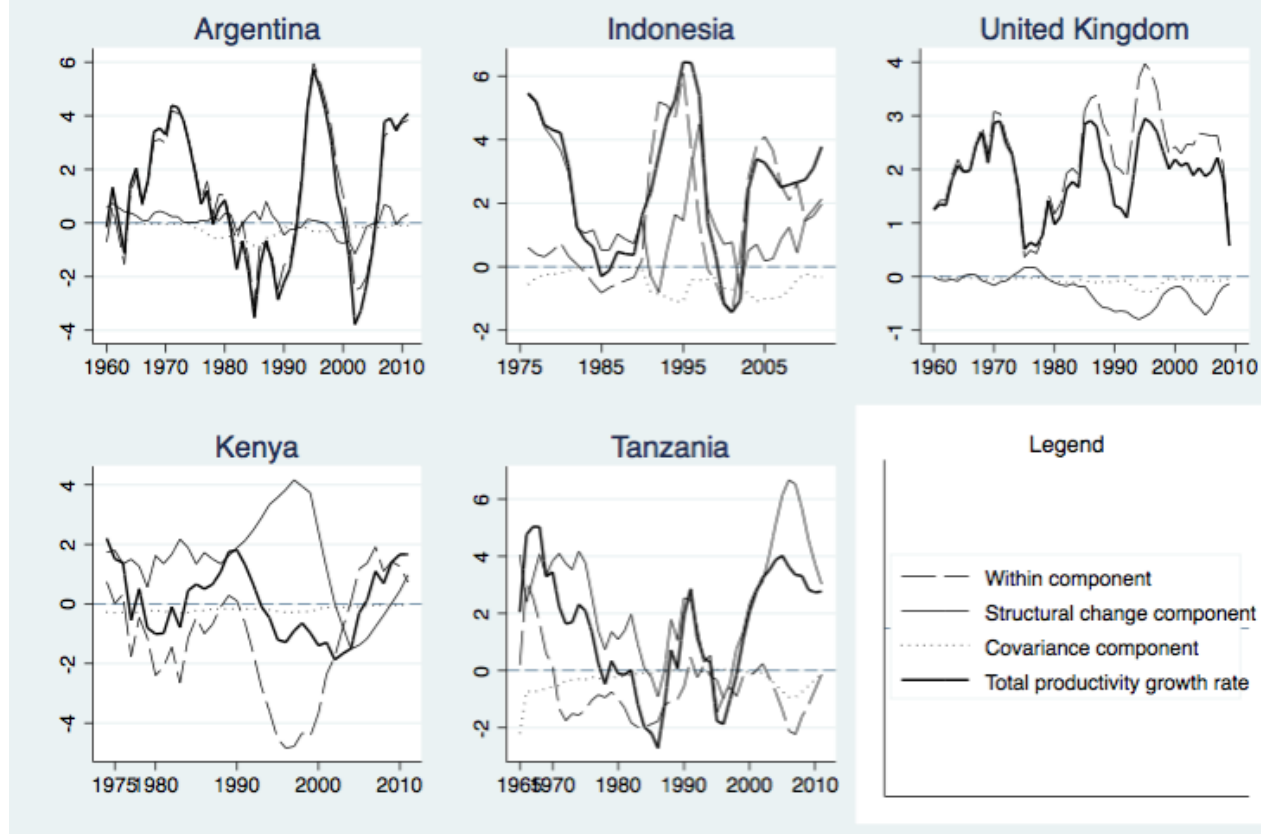 Argentina
Indonesia
United Kingdom
6
4
2
0
-2
-4
1960 1970 1980 1990 2000 2010
6
4
2
0
-2
1975 1985 1995 2005
4
3
2
1
0
-1
1960 1970 1980 1990 2000 2010
Kenya
Tanzania
Legend
4
2
0
-2
-4
1975 1980 1990 2000 2010
6
4
2
0
-2
1965 1970 1980 1990 2000 2010
Within component
Structural change component
Covariance component
Total productivity growth rate